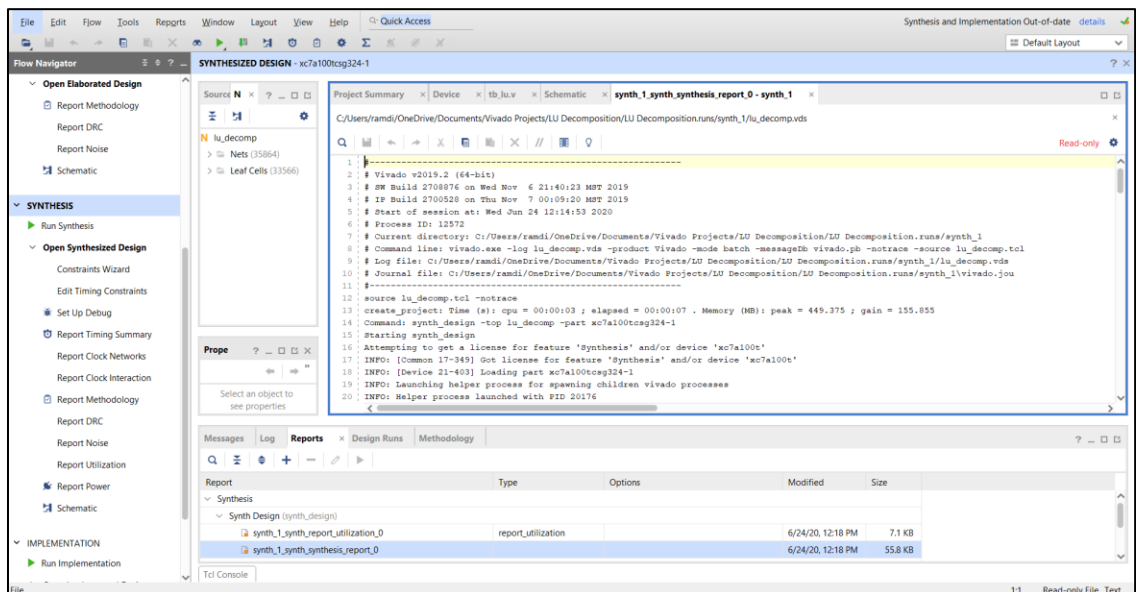 File Edit Flow Tools Reports Window Layout View Help Quick Access Synthesis and Implementation Out-of-date details
Default Layout
Flow Navigator
SYNTHESIZED DESIGN - xc7a100tcsg324-1
Open Elaborated Design
Report Methodology
Report DRC
Report Noise
Schematic
SYNTHESIS
Run Synthesis
Open Synthesized Design
Constraints Wizard
Edit Timing Constraints
Set Up Debug
Report Timing Summary
Report Clock Networks
Report Clock Interaction
Report Methodology
Report DRC
Report Noise
Report Utilization
Report Power
Schematic
IMPLEMENTATION
Run Implementation
Source N
N lu_decomp
Nets (35864)
Leaf Cells (33566)
Prope
Select an object to
see properties
Project Summary Device tb_lu.v Schematic synth_1_synth_synthesis_report_0 - synth_1
C:/Users/ramdi/OneDrive/Documents/Vivado Projects/LU Decomposition/LU Decomposition.runs/synth_1/lu_decomp.vds
Read-only
1 #-----------------------------------------------------------
2 # Vivado v2019.2 (64-bit)
3 # SW Build 2708876 on Wed Nov 6 21:40:23 MST 2019
4 # IP Build 2700528 on Thu Nov 7 00:09:20 MST 2019
5 # Start of session at: Wed Jun 24 12:14:53 2020
6 # Process ID: 12572
7 # Current directory: C:/Users/ramdi/OneDrive/Documents/Vivado Projects/LU Decomposition/LU Decomposition.runs/synth_1
8 # Command line: vivado.exe -log lu_decomp.vds -product Vivado -mode batch -messageDb vivado.pb -notrace -source lu_decomp.tcl
9 # Log file: C:/Users/ramdi/OneDrive/Documents/Vivado Projects/LU Decomposition/LU Decomposition.runs/synth_1/lu_decomp.vds
10 # Journal file: C:/Users/ramdi/OneDrive/Documents/Vivado Projects/LU Decomposition/LU Decomposition.runs/synth_1\vivado.jou
11 #-----------------------------------------------------------
12 source lu_decomp.tcl -notrace
13 create_project: Time (s): cpu = 00:00:03 ; elapsed = 00:00:07 . Memory (MB): peak = 449.375 ; gain = 155.855
14 Command: synth_design -top lu_decomp -part xc7a100tcsg324-1
15 Starting synth_design
16 Attempting to get a license for feature 'Synthesis' and/or device 'xc7a100t'
17 INFO: [Common 17-349] Got license for feature 'Synthesis' and/or device 'xc7a100t'
18 INFO: [Device 21-403] Loading part xc7a100tcsg324-1
19 INFO: Launching helper process for spawning children vivado processes
20 INFO: Helper process launched with PID 20176
Messages Log Reports Design Runs Methodology
Report Type Options Modified Size
Synthesis
Synth Design (synth_design)
synth_1_synth_report_utilization_0 report_utilization 6/24/20, 12:18 PM 7.1 KB
synth_1_synth_synthesis_report_0 6/24/20, 12:18 PM 55.8 KB
Tcl Console
File 1:1 Read-only File Text